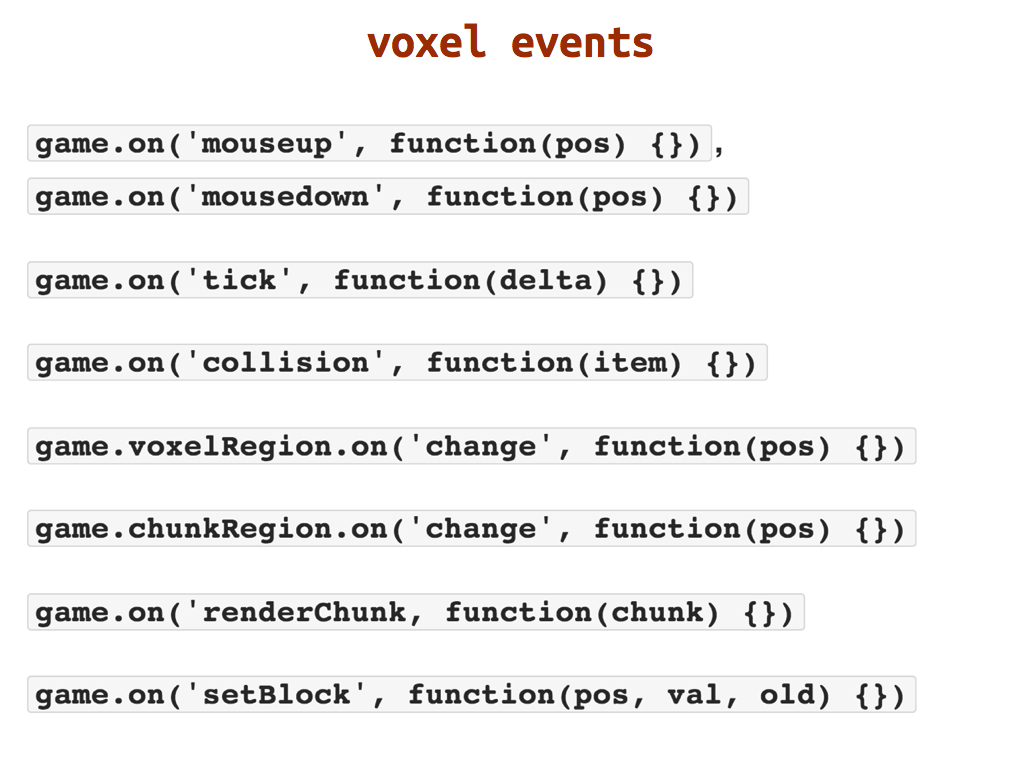 voxel events
game.on('mouseup', function(pos) {}),
game.on('mousedown', function(pos) {})
game.on('tick', function(delta) {})
game.on('collision', function(item) {})
game.voxelRegion.on('change', function(pos) {})
game.chunkRegion.on('change', function(pos) {})
game.on('renderChunk, function(chunk) {})
game.on('setBlock', function(pos, val, old) {})